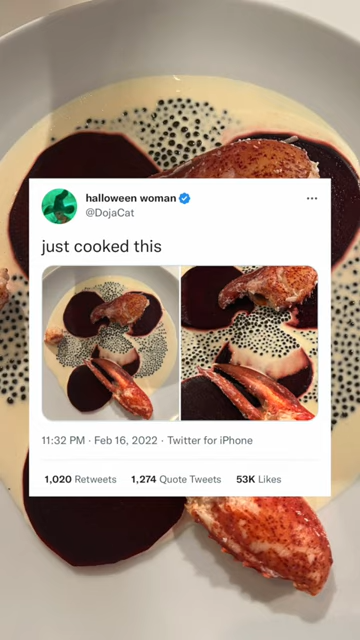 halloween woman
@DojaCat
just cooked this
11:32 PM · Feb 16, 2022 · Twitter for iPhone
1,020 Retweets 1,274 Quote Tweets 53K Likes